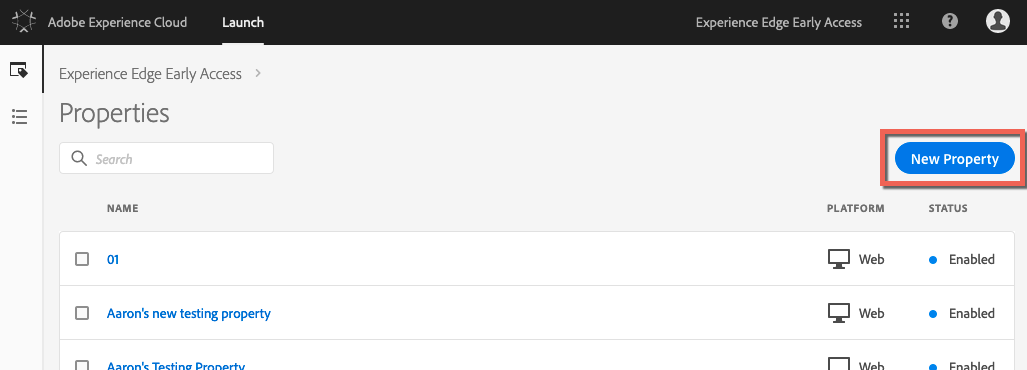 Adobe Experience Cloud Launch Experience Edge Early Access ?
Experience Edge Early Access >
Properties
Search
New Property
NAME PLATFORM STATUS
01 Web Enabled
Aaron's new testing property Web Enabled
Aaron's Testing Property Web Enabled